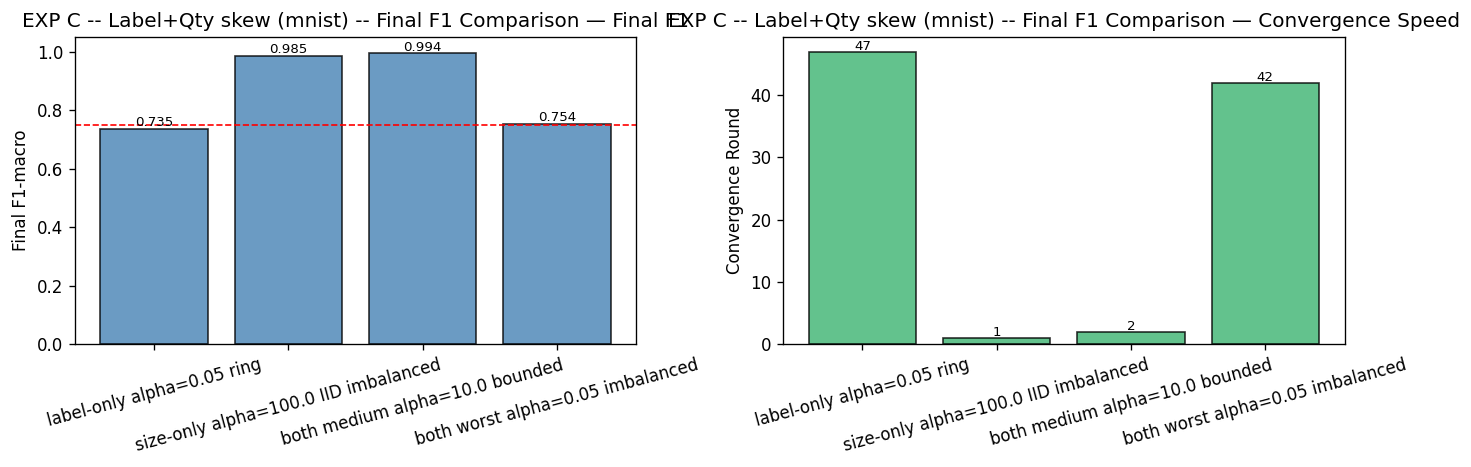 EXP C -- Label+Qty skew (mnist) -- Final F1 Comparison — Final F1
Final F1-macro
1.0
0.8
0.6
0.4
0.2
0.0
0.735
0.985
0.994
0.754
label-only alpha=0.05 ring
size-only alpha=100.0 IID imbalanced
both medium alpha=10.0 bounded
both worst alpha=0.05 imbalanced
EXP C -- Label+Qty skew (mnist) -- Final F1 Comparison — Convergence Speed
Convergence Round
40
30
20
10
0
47
1
2
42
label-only alpha=0.05 ring
size-only alpha=100.0 IID imbalanced
both medium alpha=10.0 bounded
both worst alpha=0.05 imbalanced